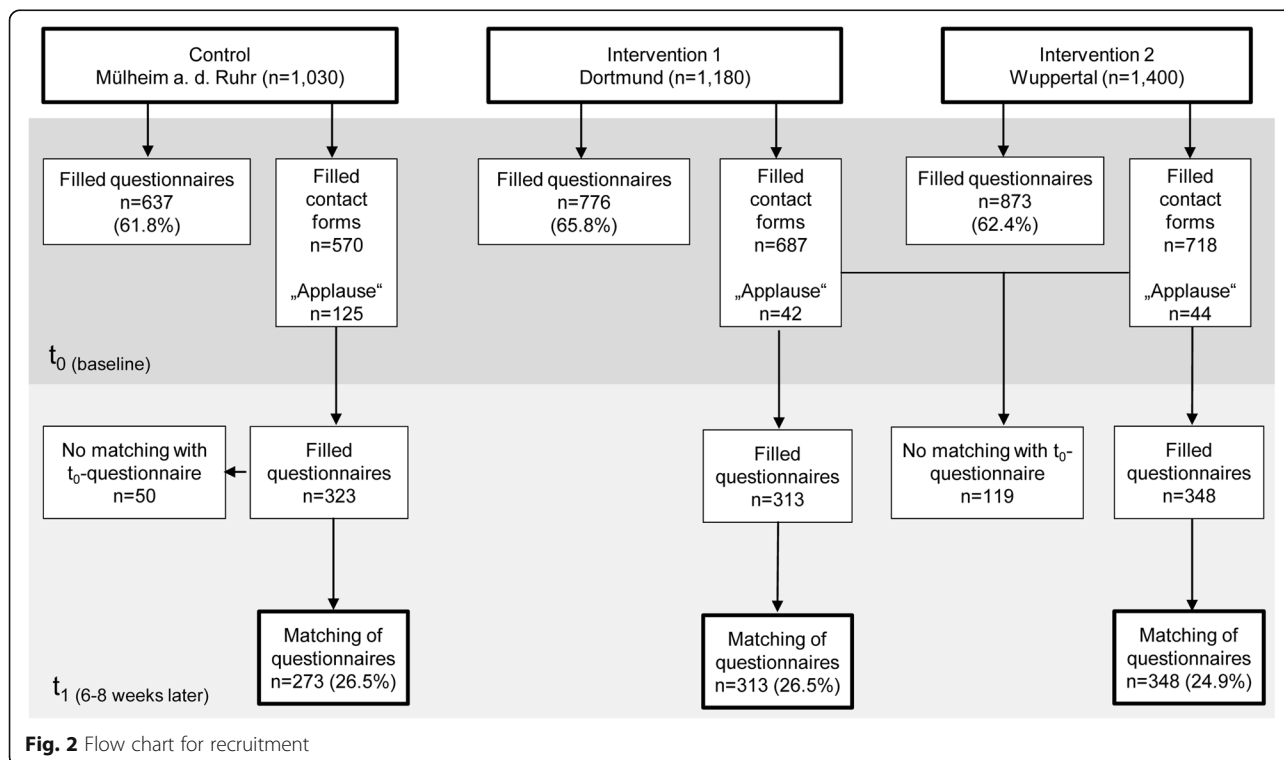 Control
Mülheim a. d. Ruhr (n=1,030)
Intervention 1
Dortmund (n=1,180)
Intervention 2
Wuppertal (n=1,400)
Filled questionnaires
n=637
(61.8%)
Filled
contact
forms
n=570
„Applause“
n=125
Filled questionnaires
n=776
(65.8%)
Filled
contact
forms
n=687
„Applause“
n=42
Filled questionnaires
n=873
(62.4%)
Filled
contact
forms
n=718
„Applause“
n=44
t0 (baseline)
No matching with
t0-questionnaire
n=50
Filled
questionnaires
n=323
Filled
questionnaires
n=313
No matching with t0-
questionnaire
n=119
Filled
questionnaires
n=348
Matching of
questionnaires
n=273 (26.5%)
Matching of
questionnaires
n=313 (26.5%)
Matching of
questionnaires
n=348 (24.9%)
t1 (6-8 weeks later)
Fig. 2 Flow chart for recruitment